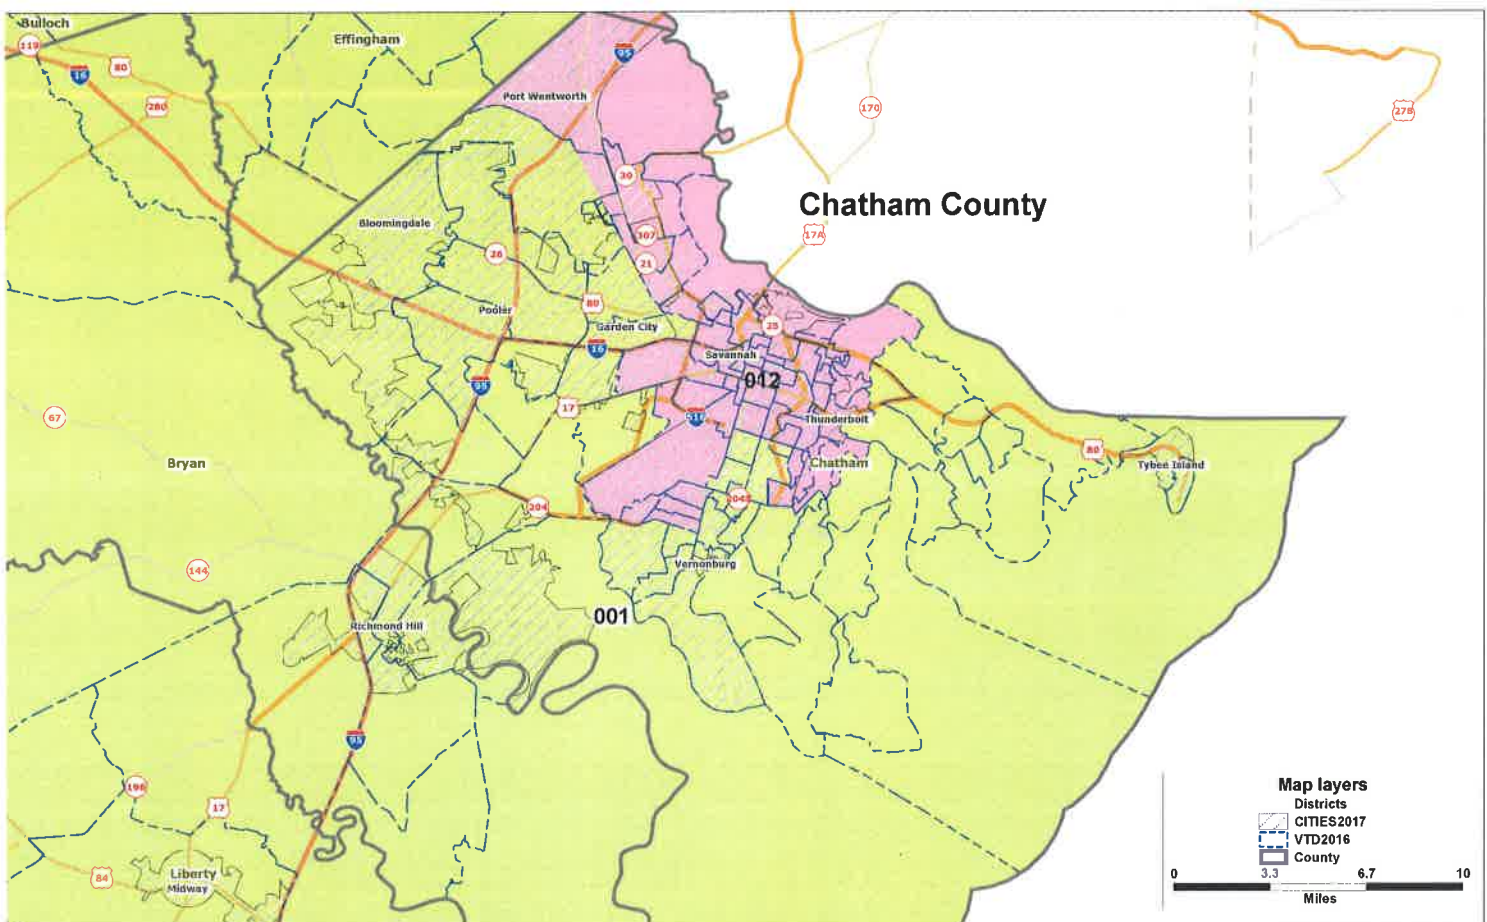 Bulloch
Effingham
119
16
80
280
95
Port Wentworth
170
278
30
Chatham County
Bloomingdale
307
17A
26
21
80
Pooler
Garden City
25
16
Savannah
012
95
67
17
516
Thunderbolt
80
Bryan
Chatham
Tybee Island
204
204S
144
Vernonburg
001
Richmond Hill
95
196
17
84
Liberty
Midway
Map layers
Districts
CITIES2017
VTD2016
County
0 3.3 6.7 10
Miles